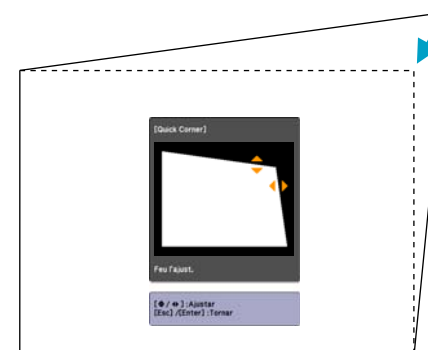 [Quick Corner]
Feu l'ajust.
[ / ] :Ajustar
[Esc] /[Enter] :Tornar